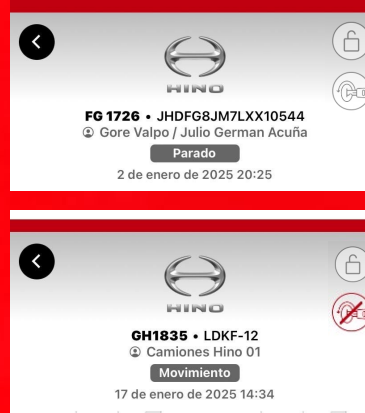 HINO
FG 1726 • JHDFG8JM7LXX10544
Gore Valpo / Julio German Acuña
Parado
2 de enero de 2025 20:25
HINO
GH1835 • LDKF-12
Camiones Hino 01
Movimiento
17 de enero de 2025 14:34